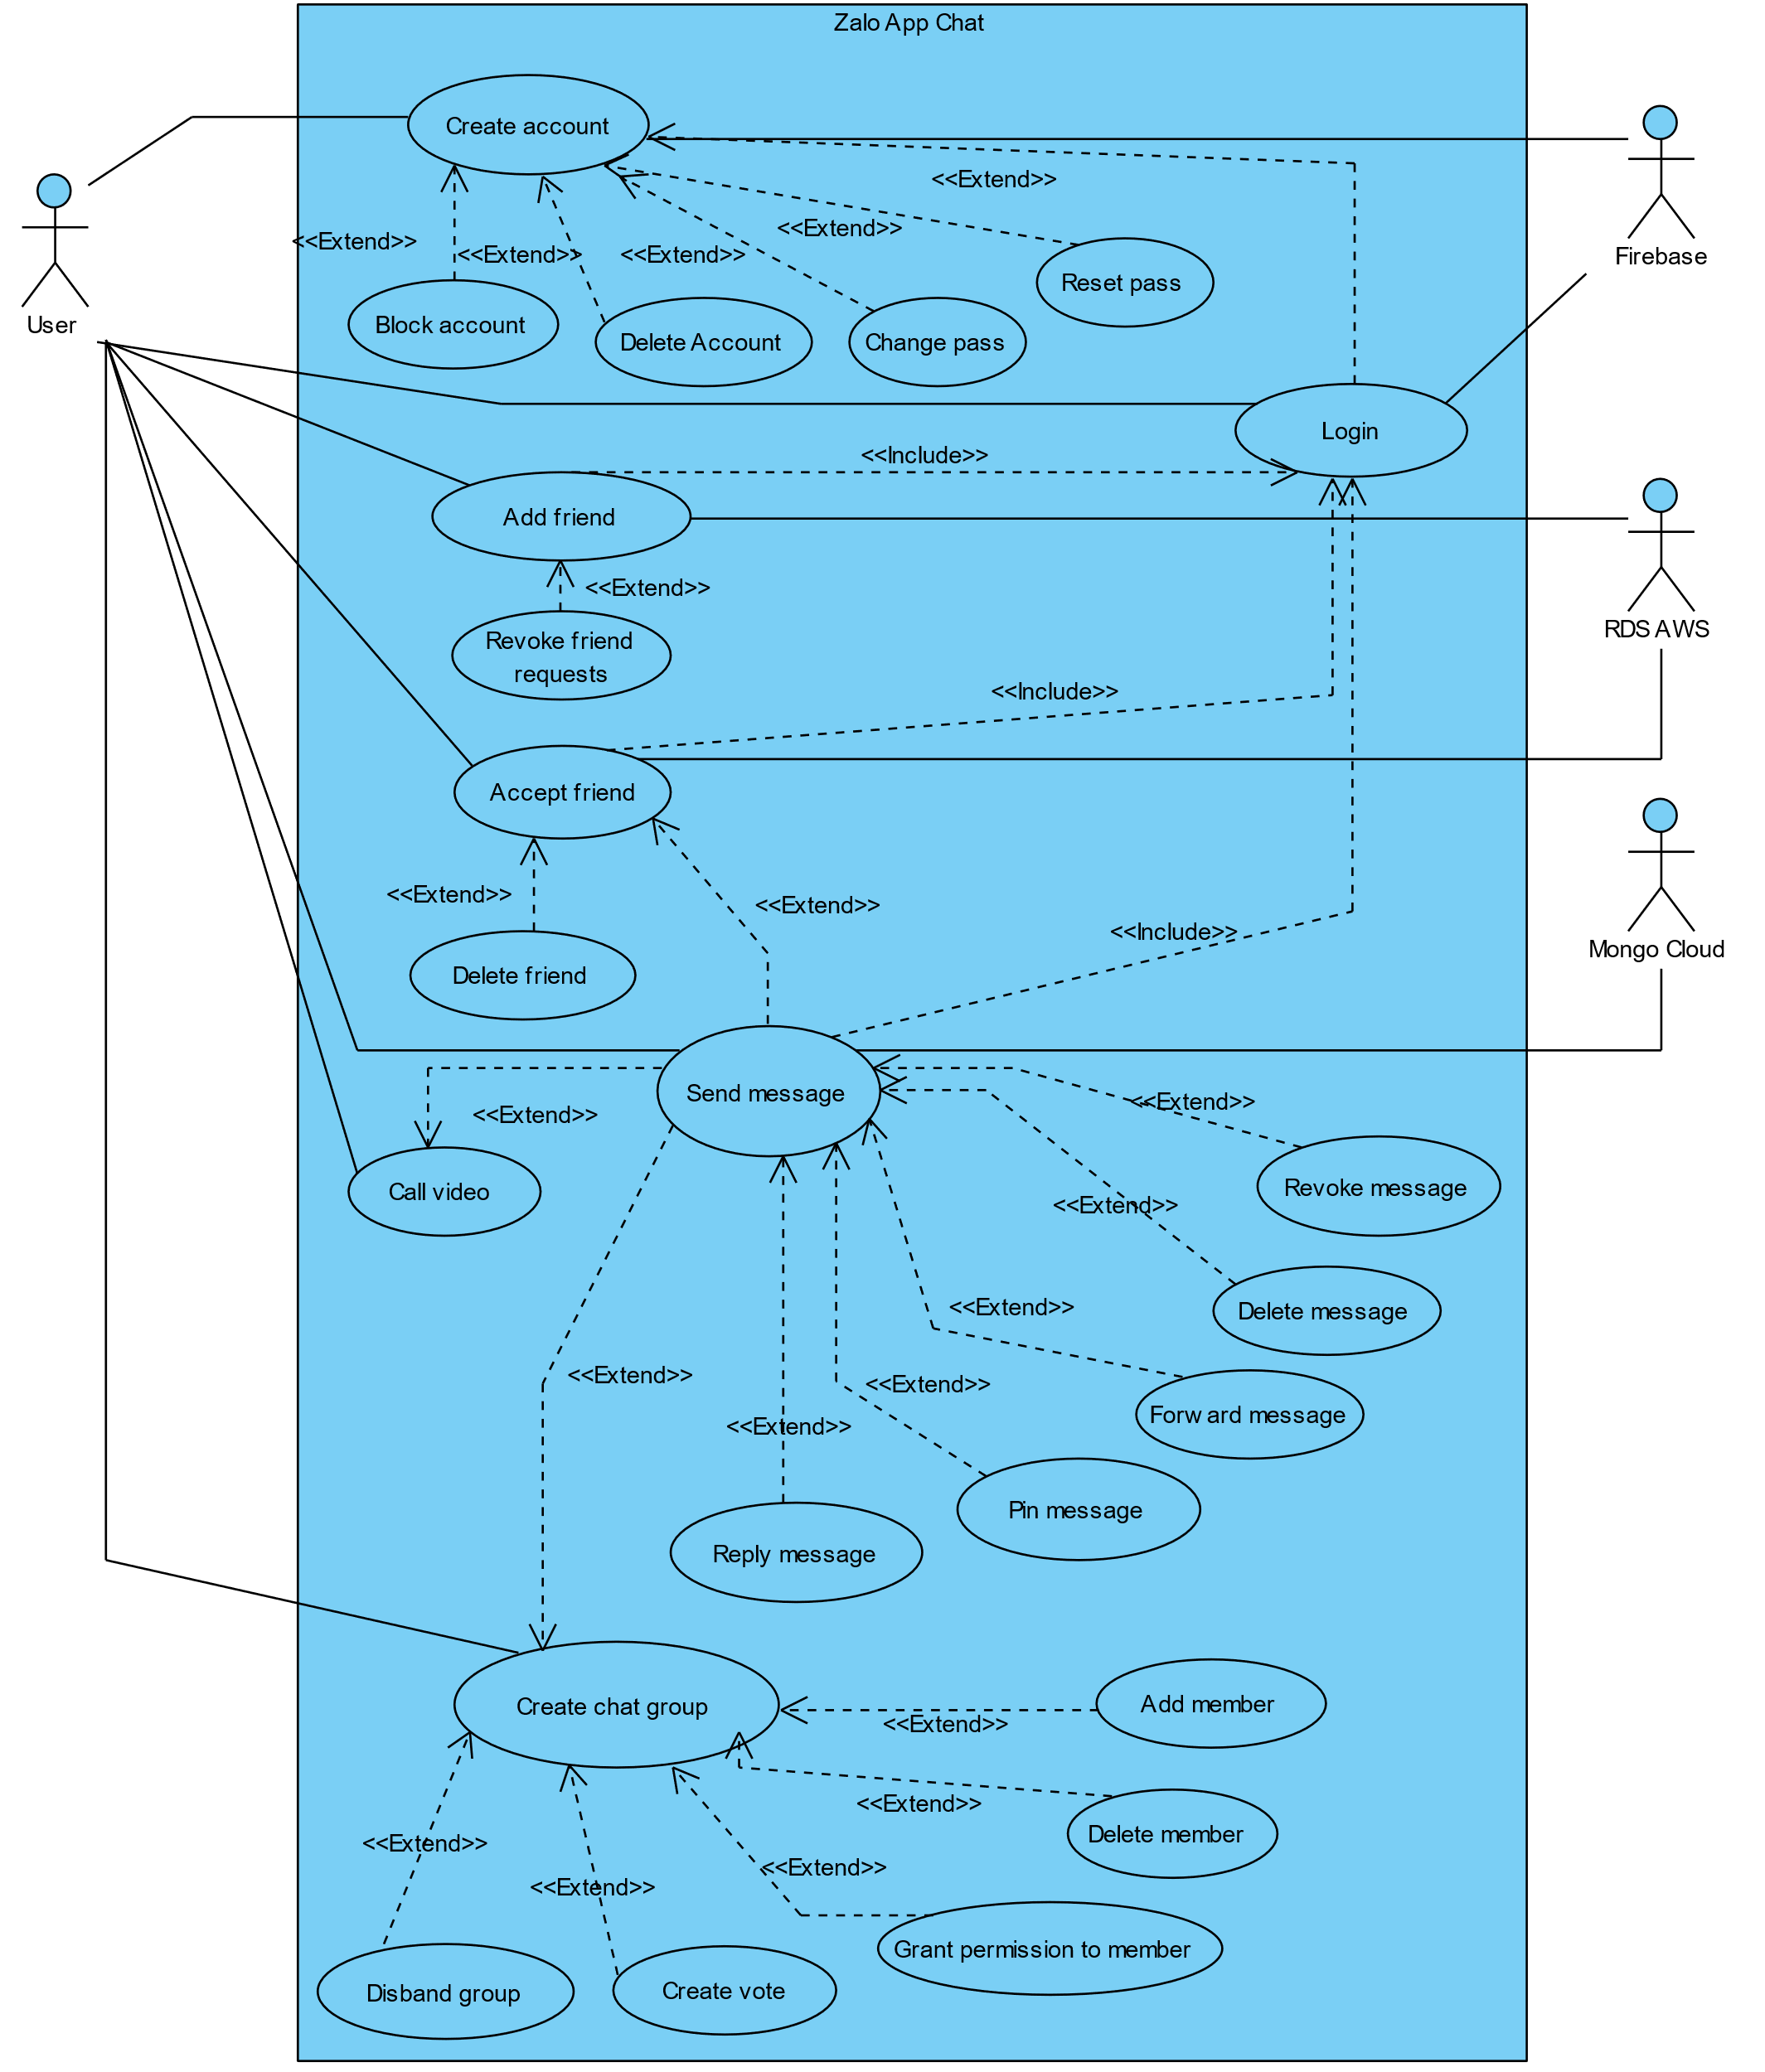 Zalo App Chat
Create account
<<Extend>>
Firebase
<<Extend>>
<<Extend>>
<<Extend>>
<<Extend>>
Reset pass
User
Block account
Delete Account
Change pass
Login
<<Include>>
Add friend
<<Extend>>
RDS AWS
Revoke friend
requests
<<Include>>
Accept friend
<<Extend>>
<<Extend>>
<<Include>>
Mongo Cloud
Delete friend
Send message
<<Extend>>
<<Extend>>
Call video
Revoke message
<<Extend>>
<<Extend>>
Delete message
<<Extend>>
<<Extend>>
Forward message
<<Extend>>
Pin message
Reply message
Create chat group
Add member
<<Extend>>
<<Extend>>
Delete member
<<Extend>>
<<Extend>>
<<Extend>>
Grant permission to member
Disband group
Create vote